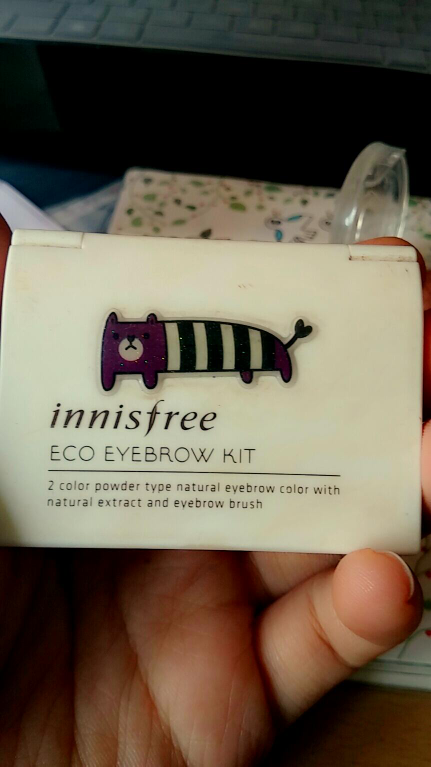 innisfree
ECO EYEBROW KIT
2 color powder type natural eyebrow color with
natural extract and eyebrow brush